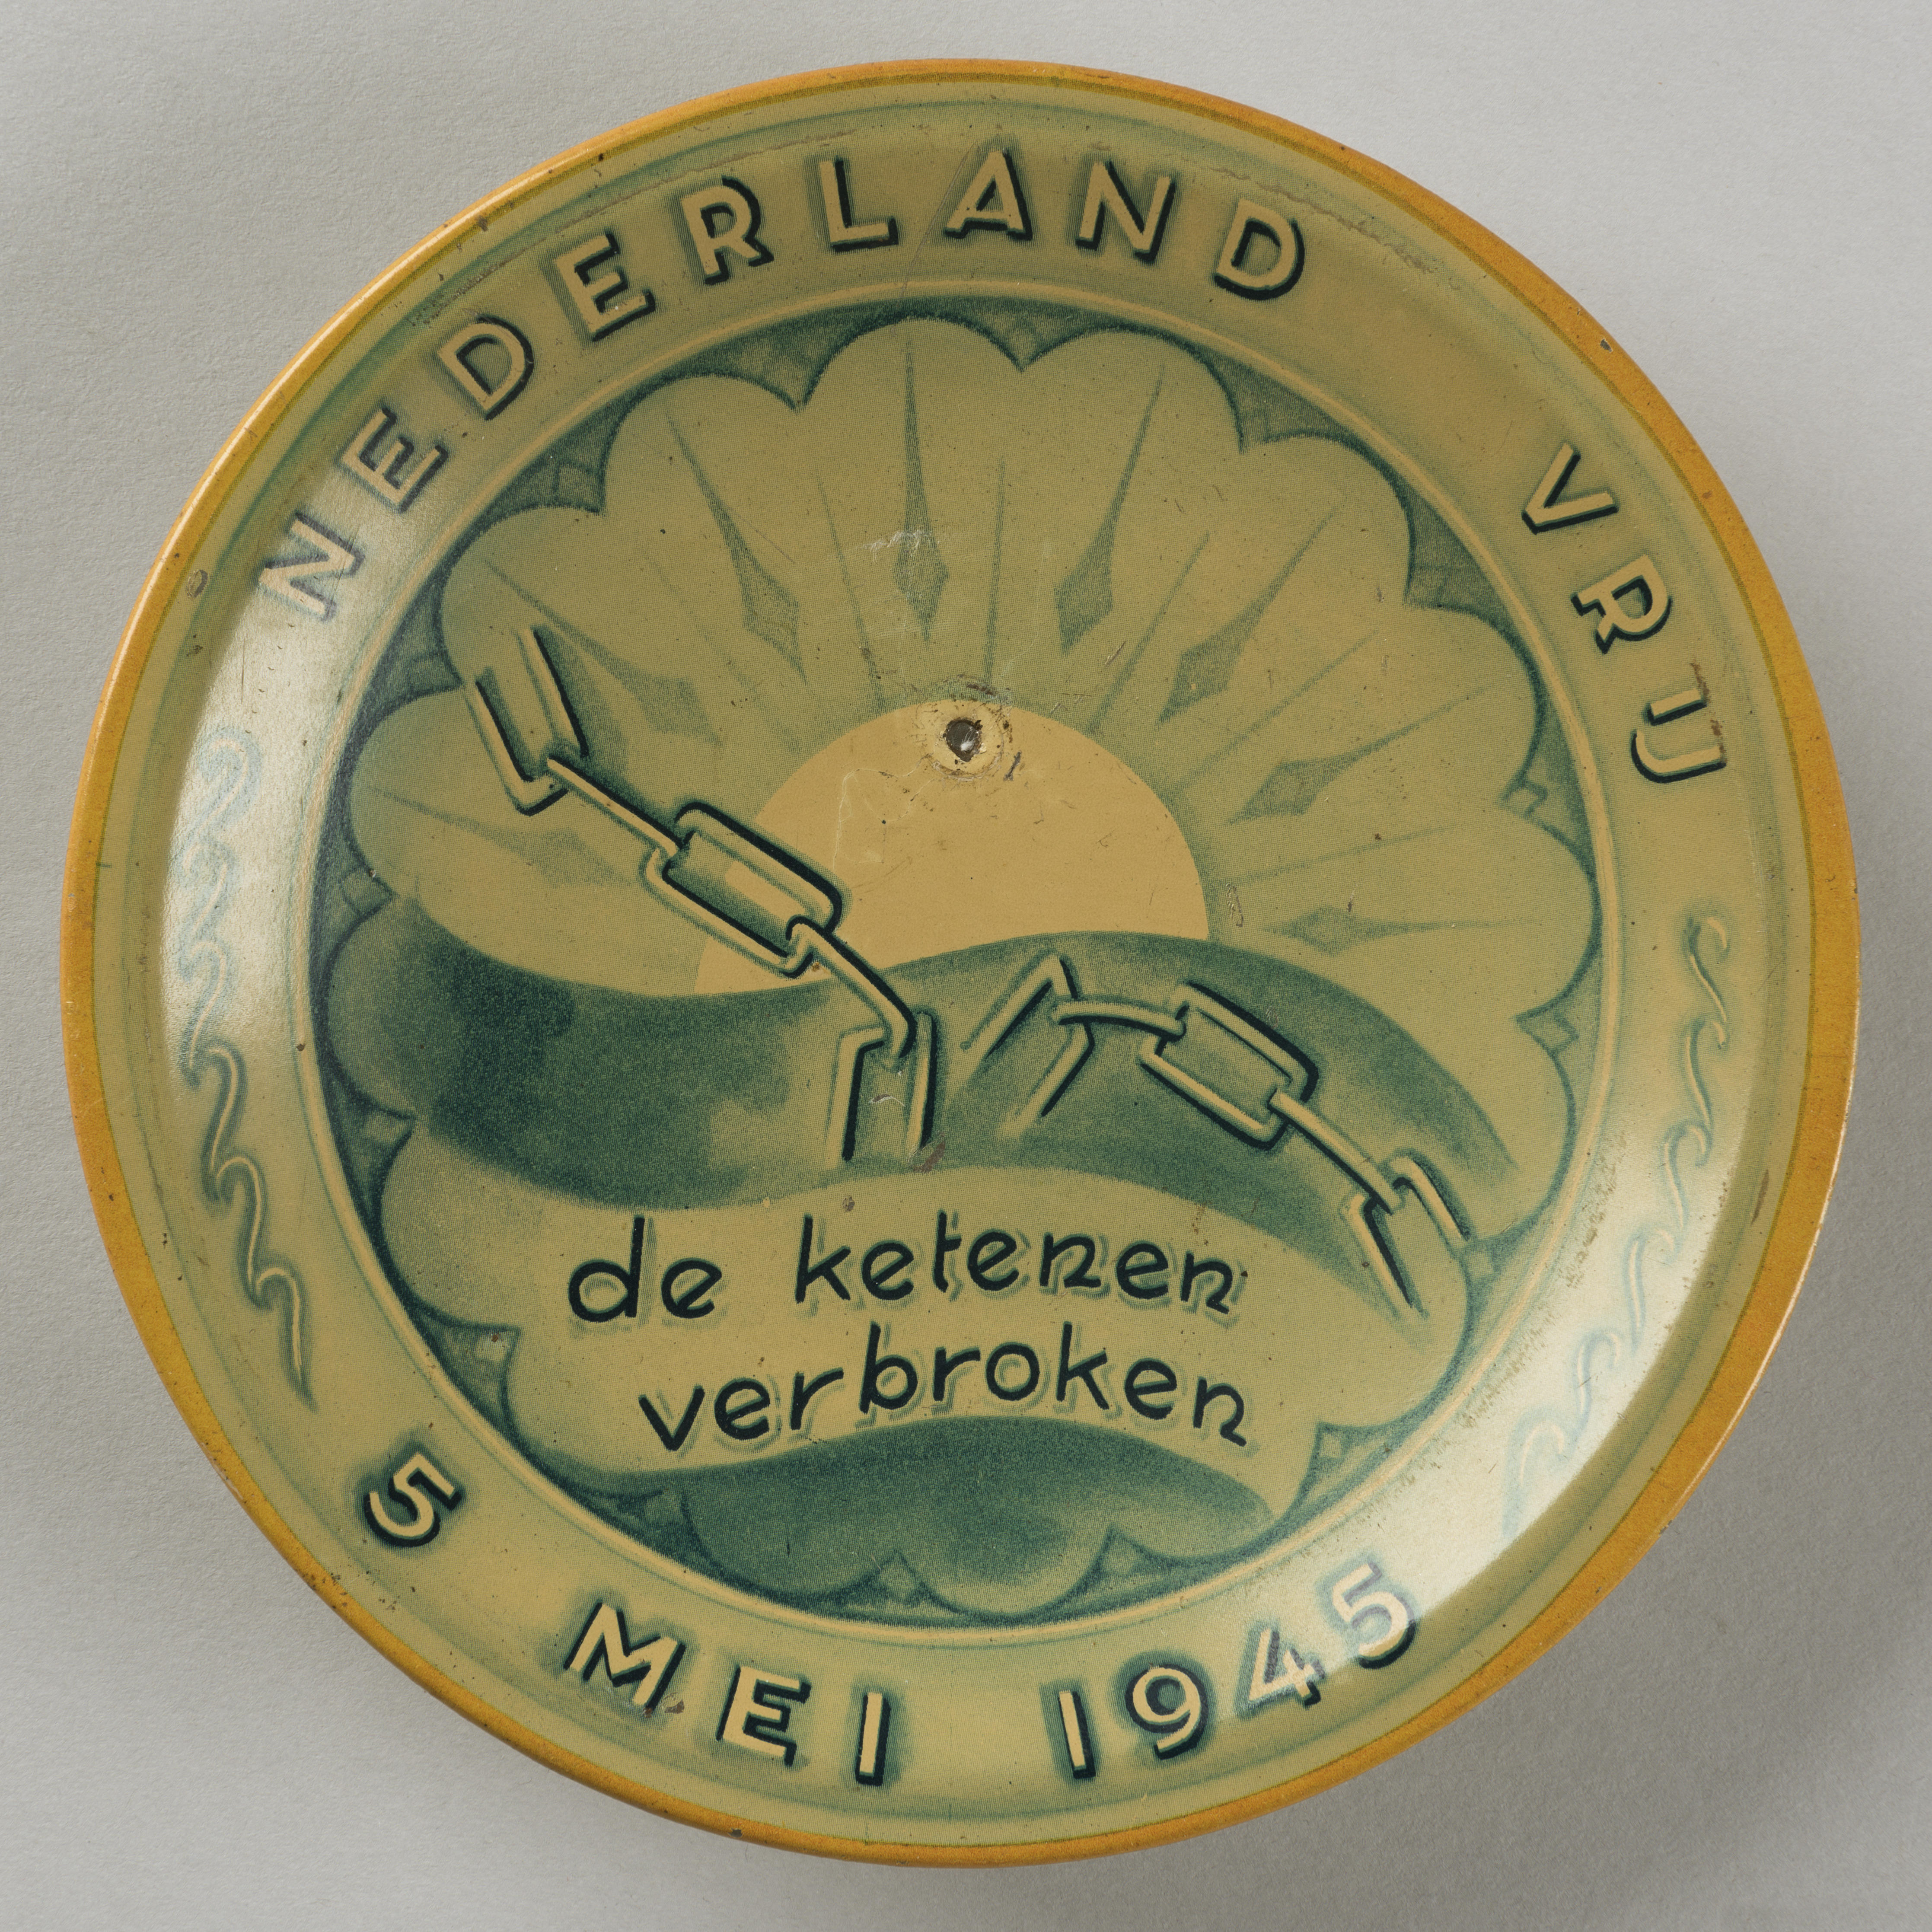 NEDERLAND VRIJ
de ketenen
verbroken
5 MEI 1945